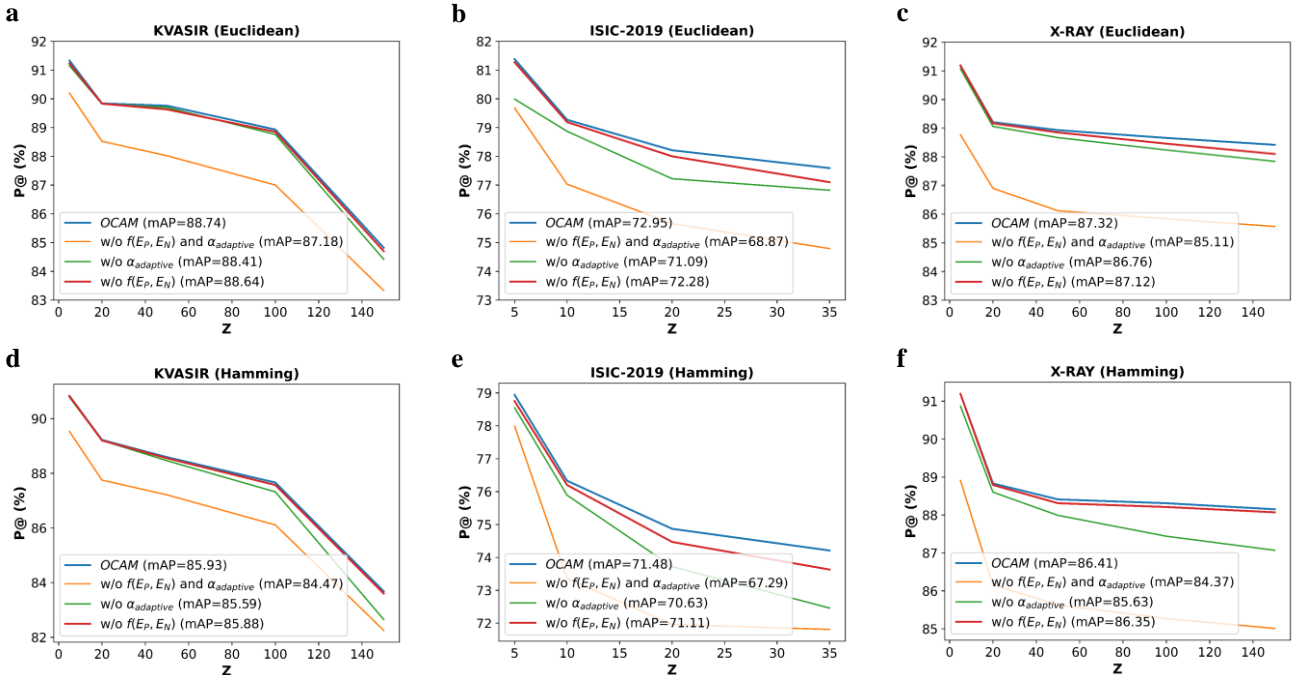 a
KVASIR (Euclidean)
92
91
90
89
88
87
86
85
84
83
P@ (%)
OCAM (mAP=88.74)
w/o f(E_P, E_N) and α_adaptive (mAP=87.18)
w/o α_adaptive (mAP=88.41)
w/o f(E_P, E_N) (mAP=88.64)
0 20 40 60 80 100 120 140
Z
b
ISIC-2019 (Euclidean)
82
81
80
79
78
77
76
75
74
73
P@ (%)
OCAM (mAP=72.95)
w/o f(E_P, E_N) and α_adaptive (mAP=68.87)
w/o α_adaptive (mAP=71.09)
w/o f(E_P, E_N) (mAP=72.28)
5 10 15 20 25 30 35
Z
c
X-RAY (Euclidean)
92
91
90
89
88
87
86
85
84
83
P@ (%)
OCAM (mAP=87.32)
w/o f(E_P, E_N) and α_adaptive (mAP=85.11)
w/o α_adaptive (mAP=86.76)
w/o f(E_P, E_N) (mAP=87.12)
0 20 40 60 80 100 120 140
Z
d
KVASIR (Hamming)
90
88
86
84
82
P@ (%)
OCAM (mAP=85.93)
w/o f(E_P, E_N) and α_adaptive (mAP=84.47)
w/o α_adaptive (mAP=85.59)
w/o f(E_P, E_N) (mAP=85.88)
0 20 40 60 80 100 120 140
Z
e
ISIC-2019 (Hamming)
79
78
77
76
75
74
73
72
P@ (%)
OCAM (mAP=71.48)
w/o f(E_P, E_N) and α_adaptive (mAP=67.29)
w/o α_adaptive (mAP=70.63)
w/o f(E_P, E_N) (mAP=71.11)
5 10 15 20 25 30 35
Z
f
X-RAY (Hamming)
91
90
89
88
87
86
85
P@ (%)
OCAM (mAP=86.41)
w/o f(E_P, E_N) and α_adaptive (mAP=84.37)
w/o α_adaptive (mAP=85.63)
w/o f(E_P, E_N) (mAP=86.35)
0 20 40 60 80 100 120 140
Z